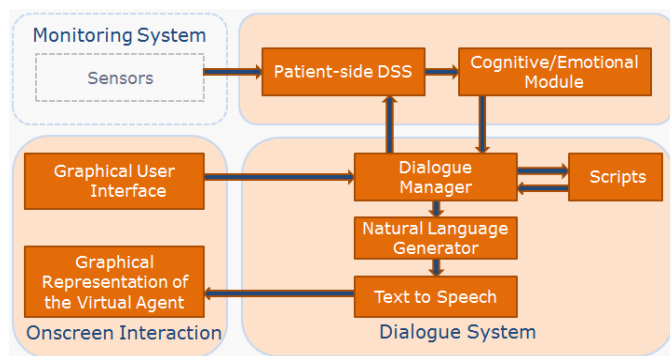 Monitoring System
Sensors
Patient-side DSS
Cognitive/Emotional
Module
Graphical User
Interface
Dialogue
Manager
Scripts
Natural Language
Generator
Graphical
Representation of
the Virtual Agent
Text to Speech
Onscreen Interaction
Dialogue System